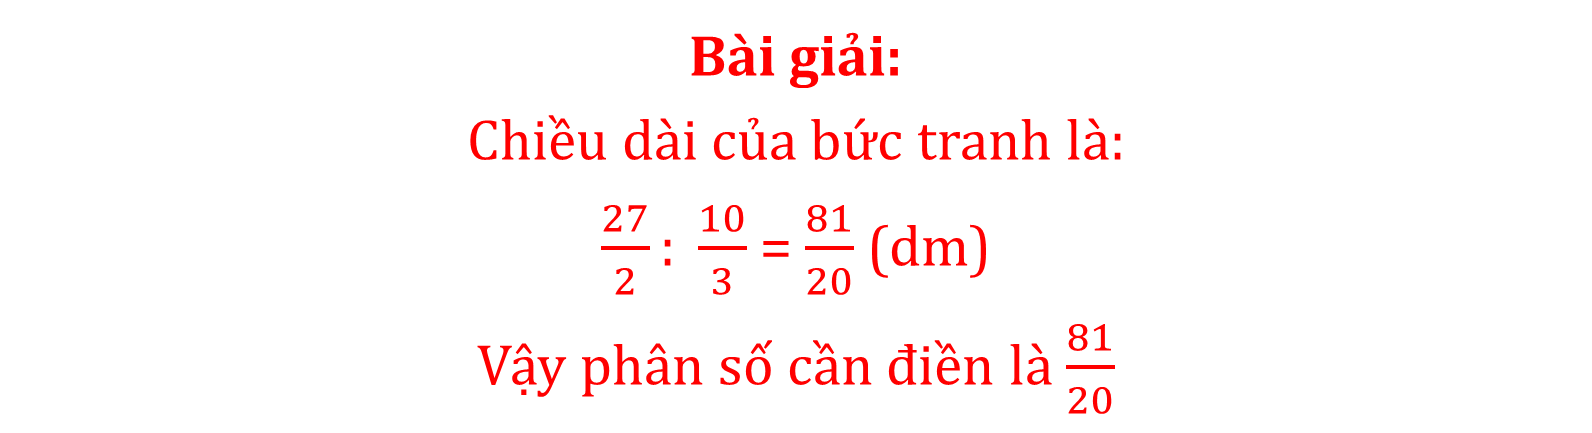 Bài giải:
Chiều dài của bức tranh là:
27/2 : 10/3 = 81/20 (dm)
Vậy phân số cần điền là 81/20